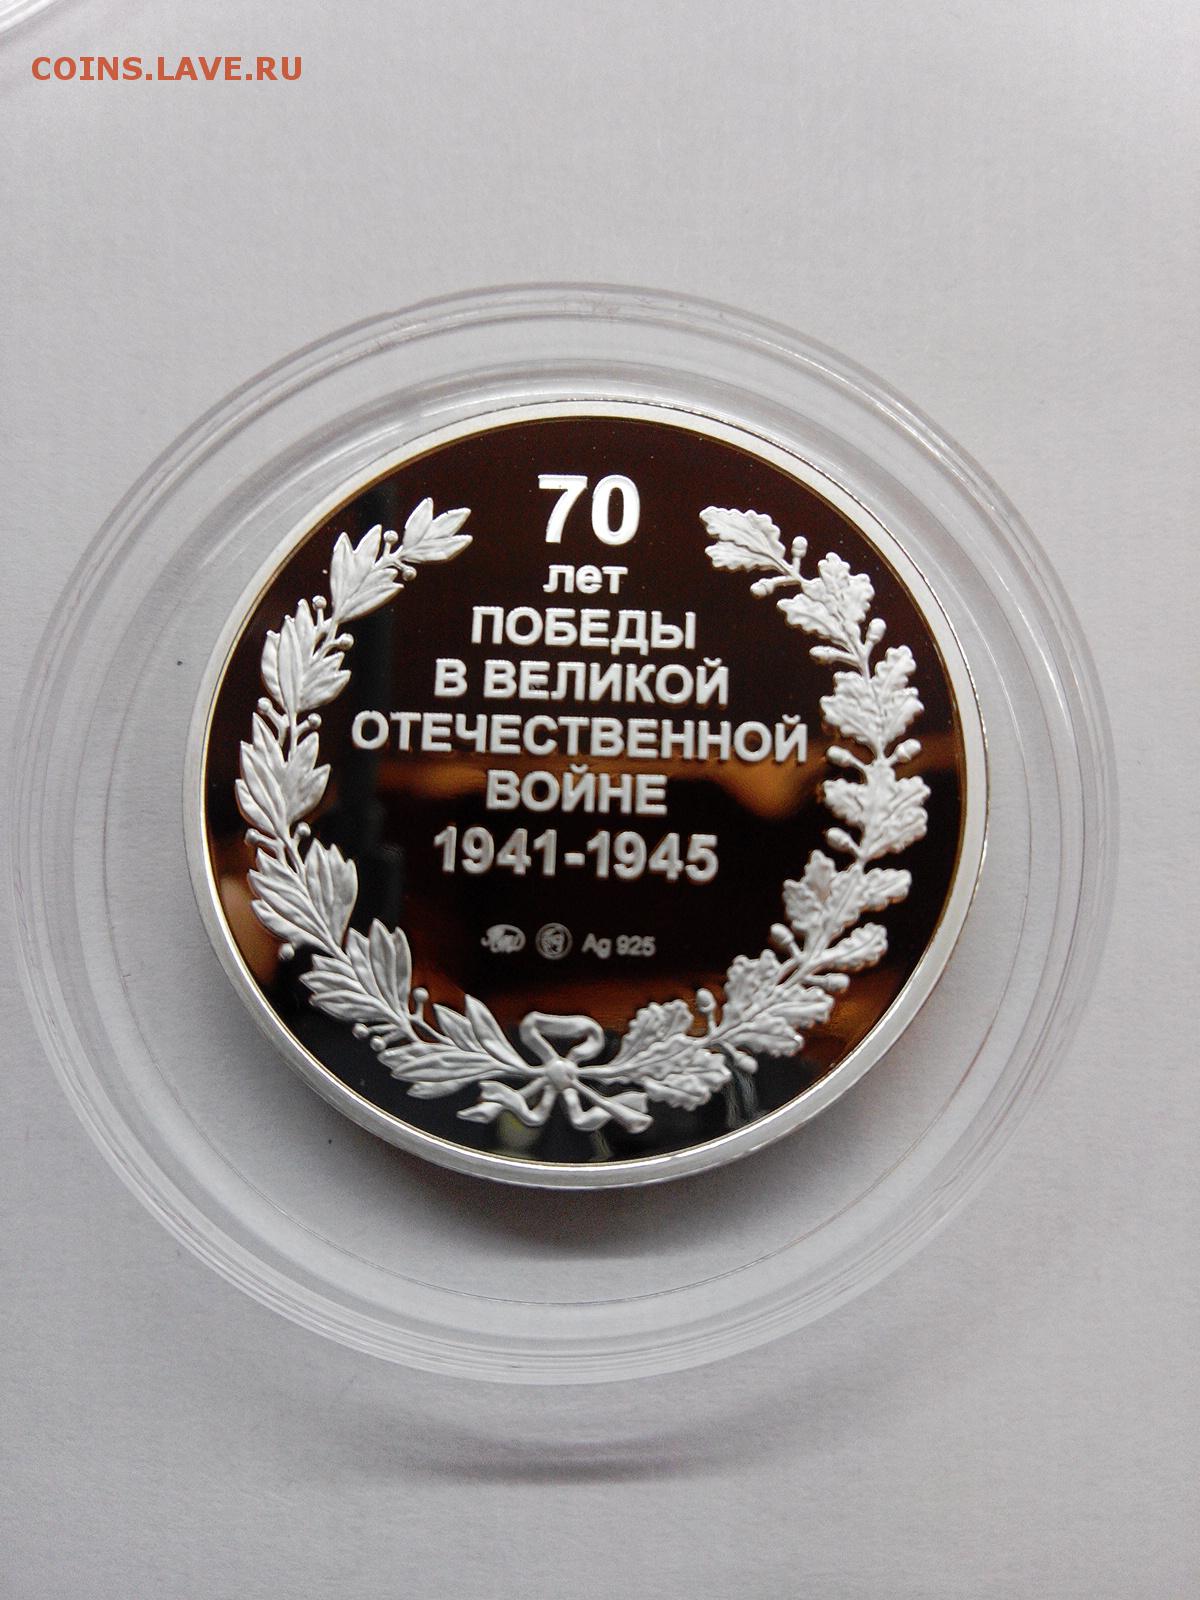 COINS.LAVE.RU
70
лет
ПОБЕДЫ
В ВЕЛИКОЙ
ОТЕЧЕСТВЕННОЙ
ВОЙНЕ
1941-1945
Ag 925